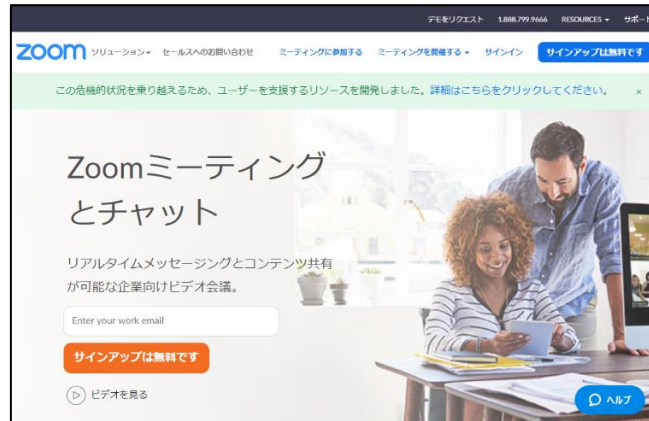 デモをリクエスト 1.888.799.9666 RESOURCES サポート
zoom ソリューション セールスへのお問い合わせ ミーティングに参加する ミーティングを開催する サインイン サインアップは無料です
この危機的状況を乗り越えるため、ユーザーを支援するリソースを開発しました。詳細はこちらをクリックしてください。 ×
Zoomミーティング
とチャット
リアルタイムメッセージングとコンテンツ共有
が可能な企業向けビデオ会議。
Enter your work email
サインアップは無料です
ビデオを見る
ヘルプ